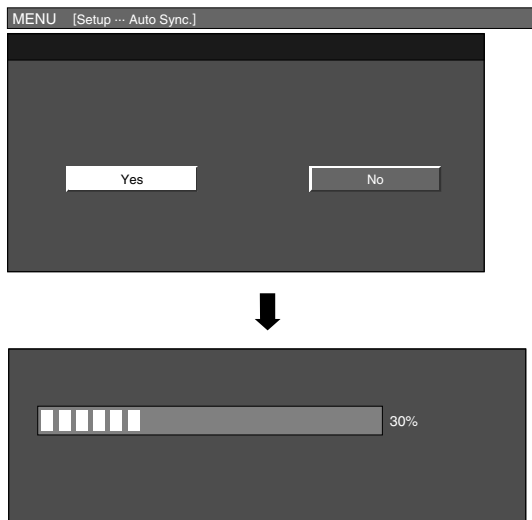 MENU [Setup ··· Auto Sync.]
Yes No
30%